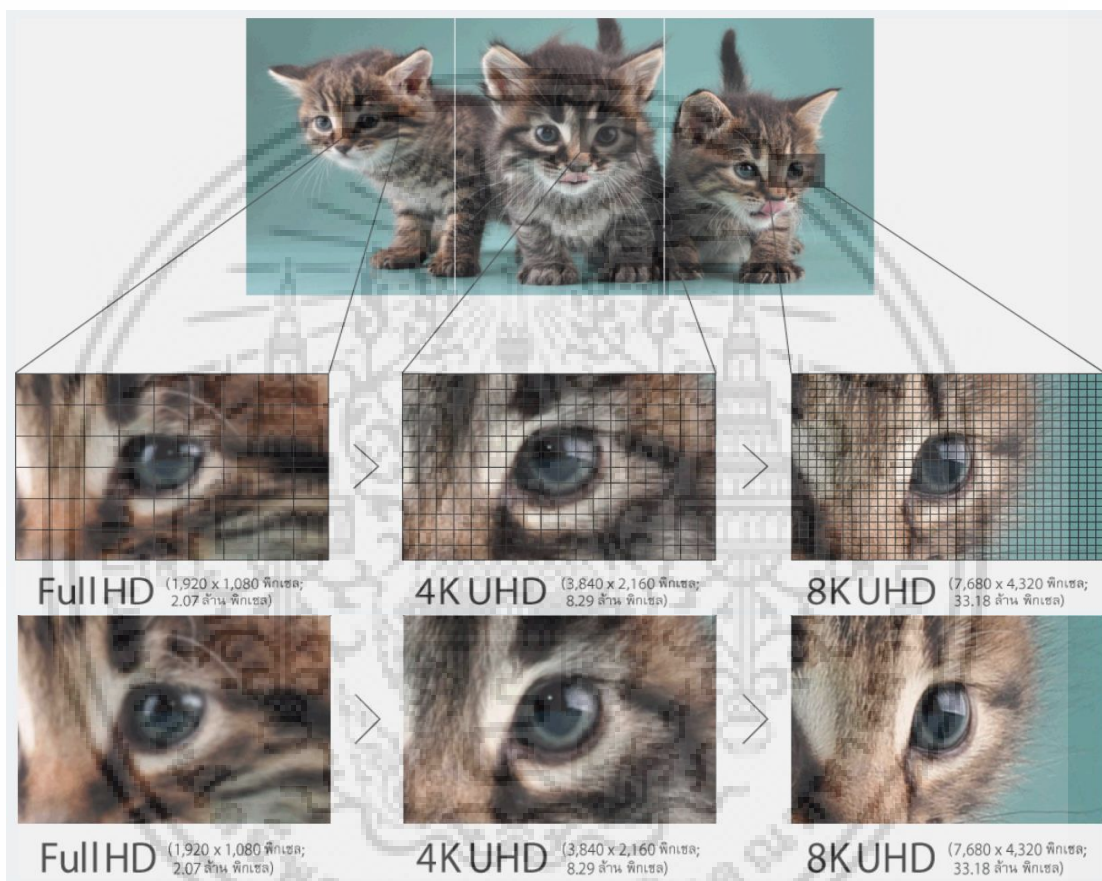 Full HD (1,920 x 1,080 พิกเซล;
2.07 ล้าน พิกเซล)
4K UHD (3,840 x 2,160 พิกเซล;
8.29 ล้าน พิกเซล)
8K UHD (7,680 x 4,320 พิกเซล;
33.18 ล้าน พิกเซล)
Full HD (1,920 x 1,080 พิกเซล;
2.07 ล้าน พิกเซล)
4K UHD (3,840 x 2,160 พิกเซล;
8.29 ล้าน พิกเซล)
8K UHD (7,680 x 4,320 พิกเซล;
33.18 ล้าน พิกเซล)